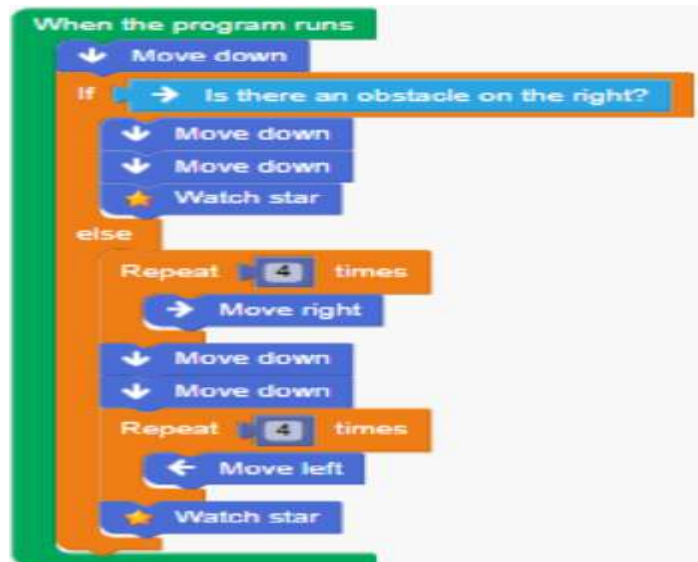 When the program runs
Move down
If Is there an obstacle on the right?
Move down
Move down
Watch star
else
Repeat 4 times
Move right
Move down
Move down
Repeat 4 times
Move left
Watch star